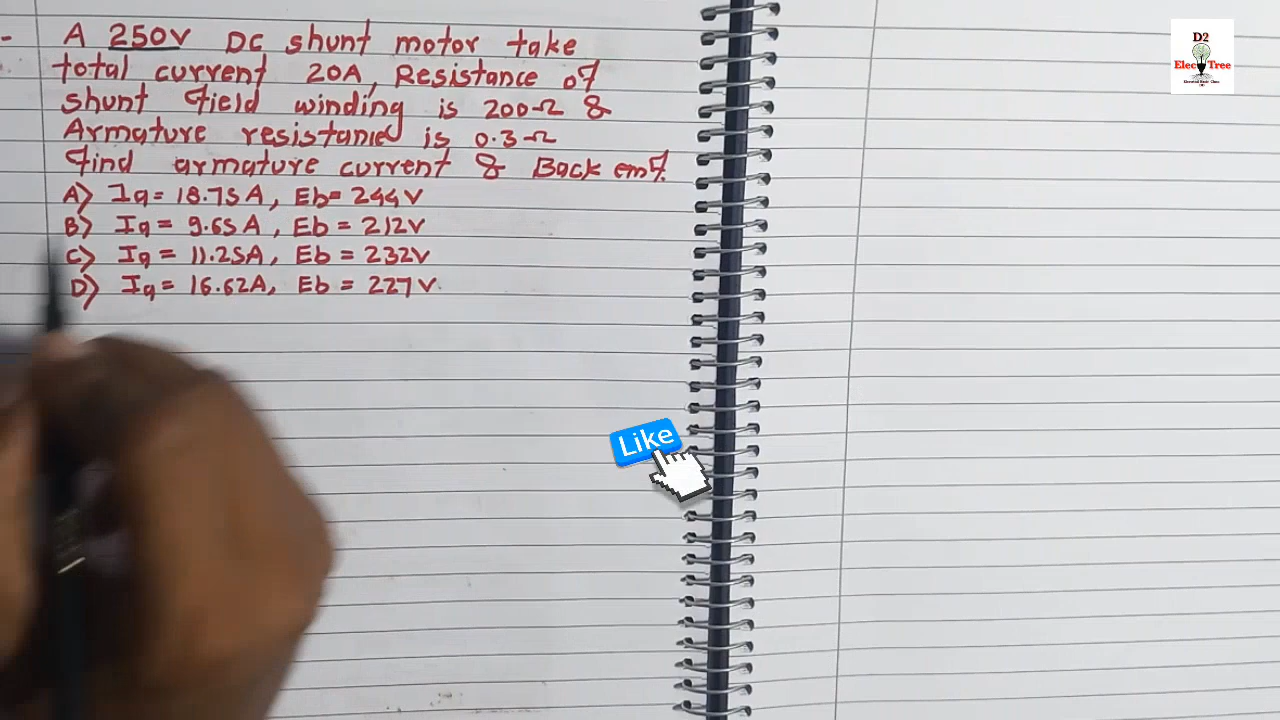 A 250V DC shunt motor take
total current 20A, Resistance of
shunt field winding is 200Ω &
Armature resistance is 0.3Ω
find armature current & Back emf.
A) Ia = 18.75A, Eb = 244V
B) Ia = 9.65A, Eb = 212V
C) Ia = 11.25A, Eb = 232V
D) Ia = 16.62A, Eb = 227V.
Like
D2
Elec Tree